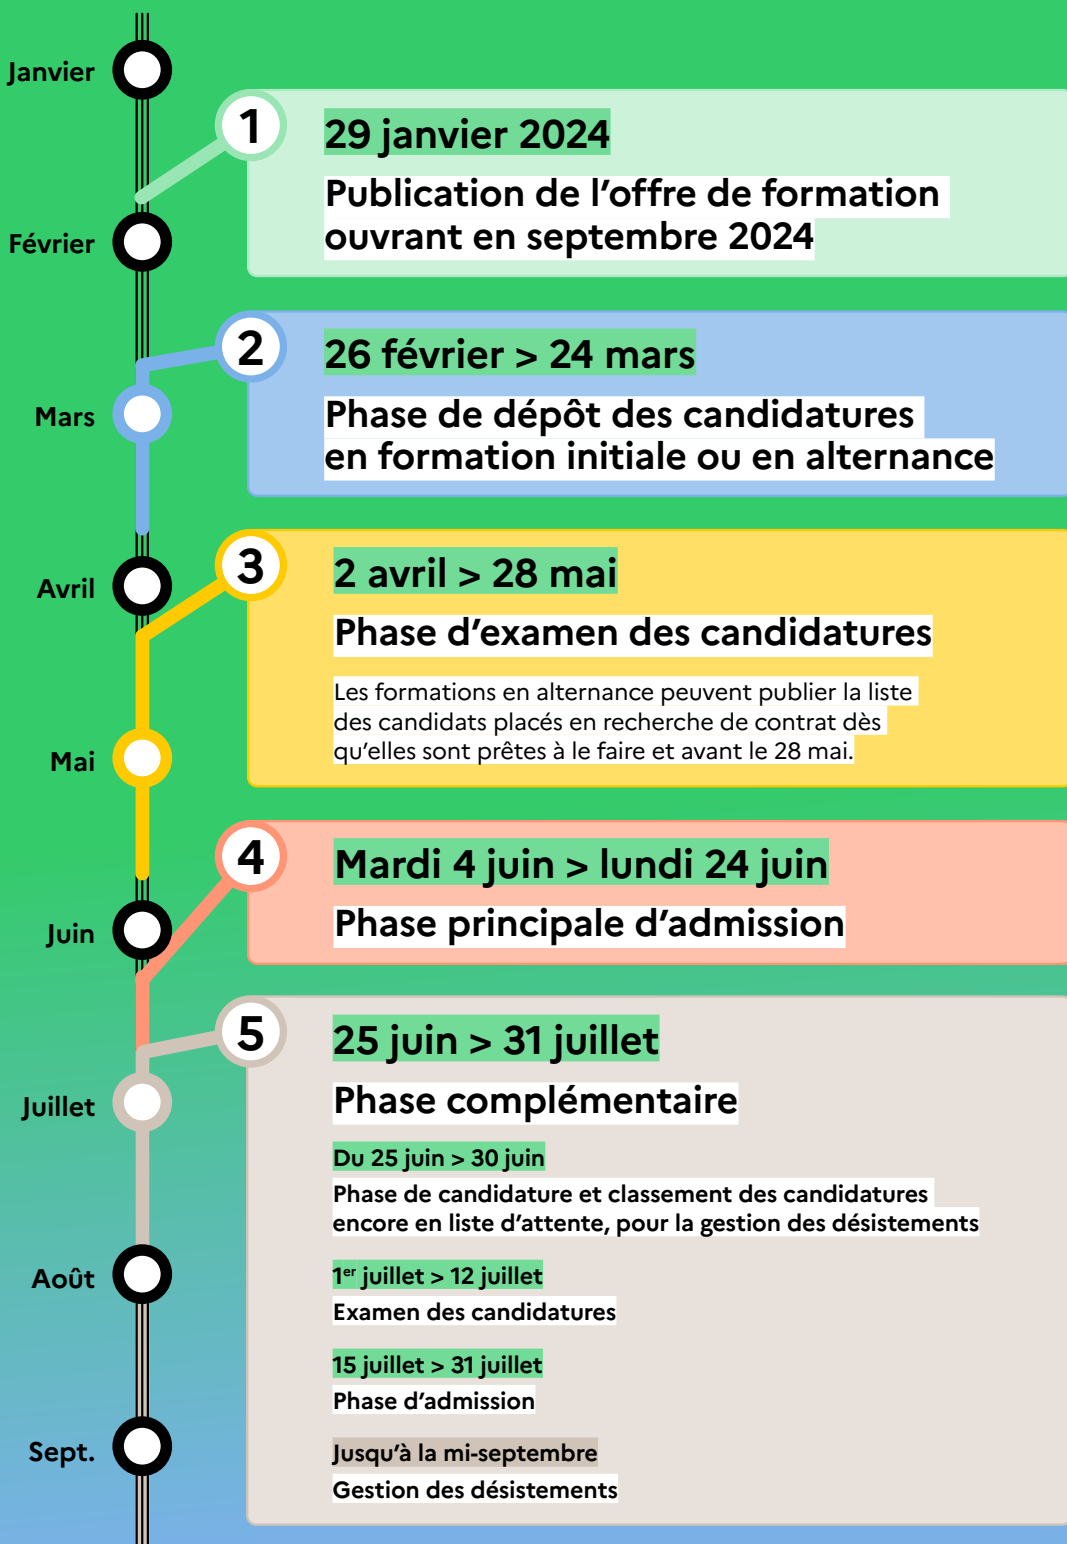 Janvier
1
29 janvier 2024
Publication de l’offre de formation
ouvrant en septembre 2024
Février
2
26 février > 24 mars
Phase de dépôt des candidatures
en formation initiale ou en alternance
Mars
3
2 avril > 28 mai
Phase d’examen des candidatures
Les formations en alternance peuvent publier la liste
des candidats placés en recherche de contrat dès
qu’elles sont prêtes à le faire et avant le 28 mai.
Avril
Mai
4
Mardi 4 juin > lundi 24 juin
Phase principale d’admission
Juin
5
25 juin > 31 juillet
Phase complémentaire
Juillet
Du 25 juin > 30 juin
Phase de candidature et classement des candidatures
encore en liste d’attente, pour la gestion des désistements
Août
1er juillet > 12 juillet
Examen des candidatures
15 juillet > 31 juillet
Phase d’admission
Sept.
Jusqu’à la mi-septembre
Gestion des désistements